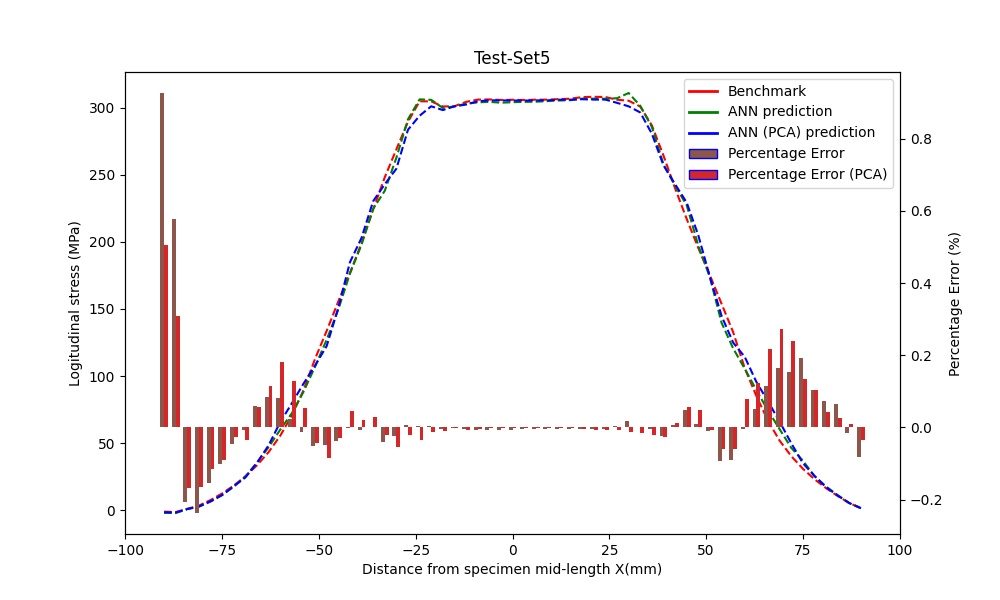 Test-Set5
Benchmark
ANN prediction
ANN (PCA) prediction
Percentage Error
Percentage Error (PCA)
300
250
200
150
100
50
0
Logitudinal stress (MPa)
0.8
0.6
0.4
0.2
0.0
−0.2
Percentage Error (%)
−100 −75 −50 −25 0 25 50 75 100
Distance from specimen mid-length X(mm)